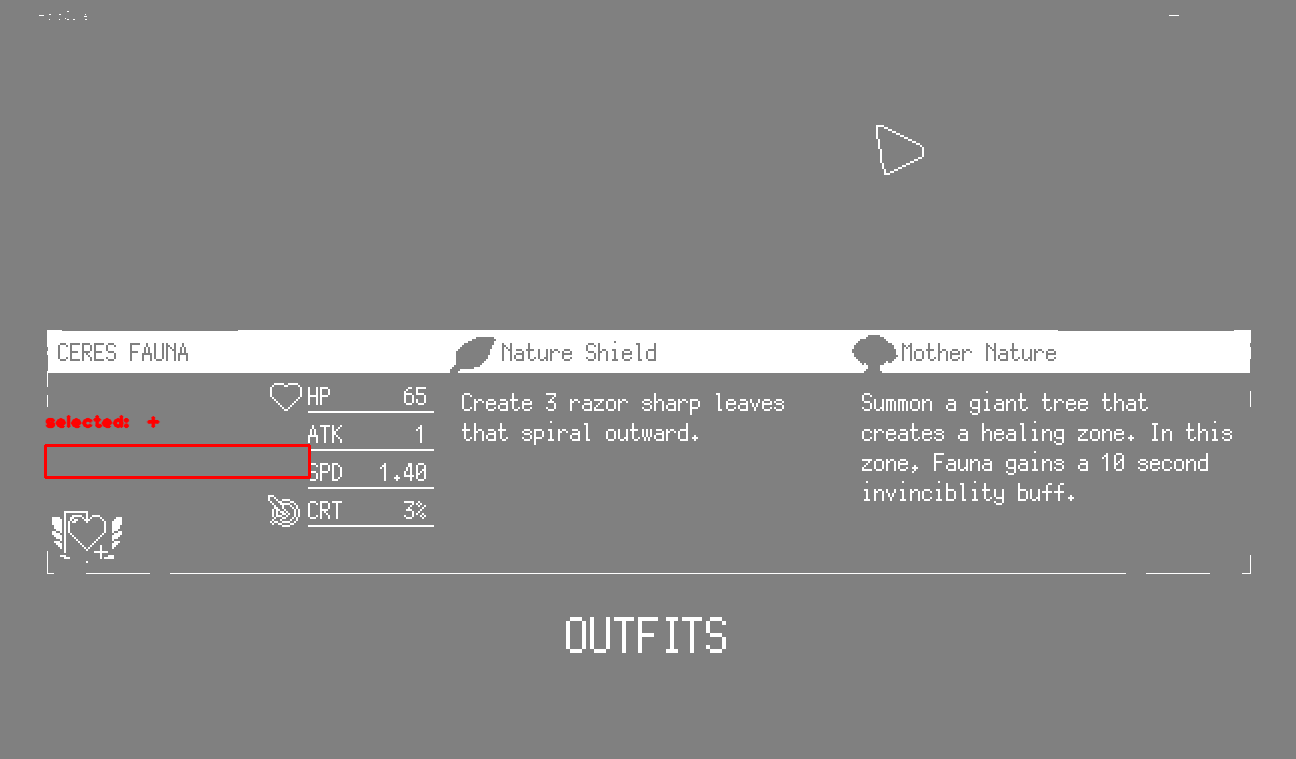 CERES FAUNA
Nature Shield
Mother Nature
HP 65
ATK 1
SPD 1.40
CRT 3%
selected: +
Create 3 razor sharp leaves
that spiral outward.
Summon a giant tree that
creates a healing zone. In this
zone, Fauna gains a 10 second
invinciblity buff.
OUTFITS